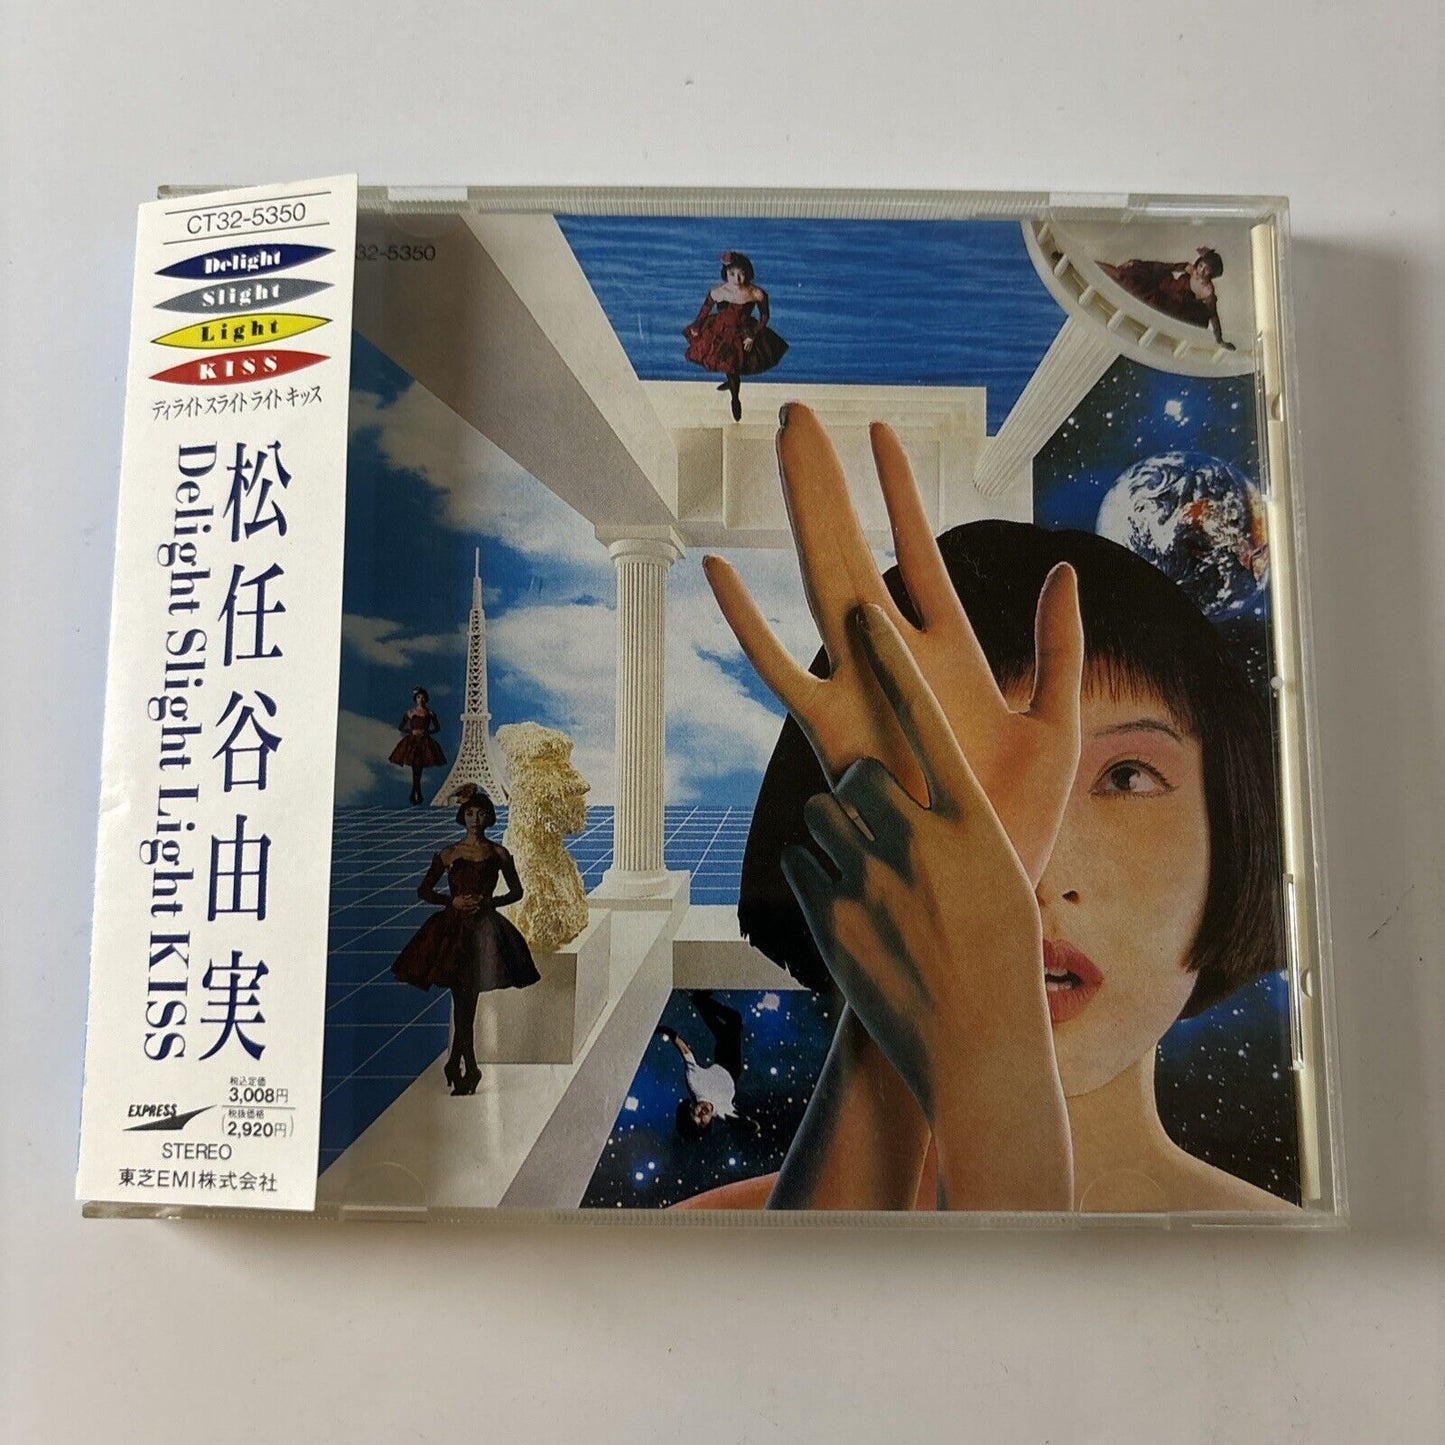 CT32-5350
Delight
Slight
Light
KISS
ディライト スライト ライト キッス
松任谷由実
Delight Slight Light KISS
税込定価
3,008円
税抜価格
(2,920円)
EXPRESS
STEREO
東芝EMI株式会社
32-5350